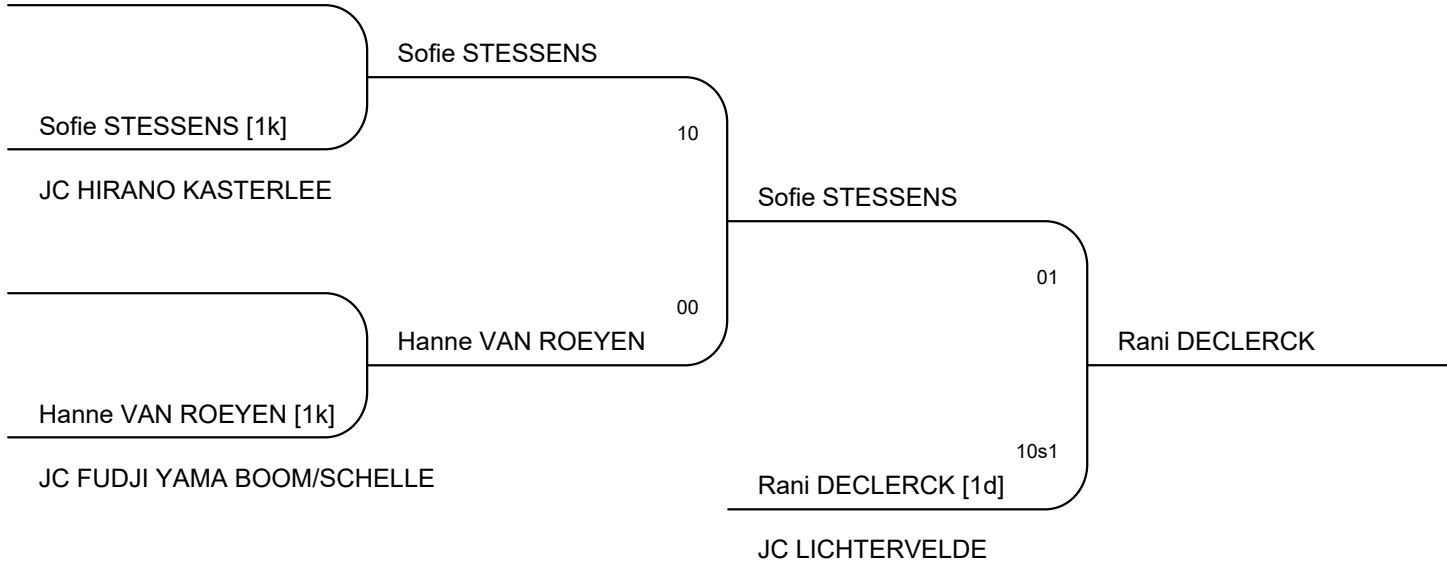 Sofie STESSENS
Sofie STESSENS [1k]
10
JC HIRANO KASTERLEE
Sofie STESSENS
01
00
Hanne VAN ROEYEN
Rani DECLERCK
Hanne VAN ROEYEN [1k]
10s1
JC FUDJI YAMA BOOM/SCHELLE
Rani DECLERCK [1d]
JC LICHTERVELDE